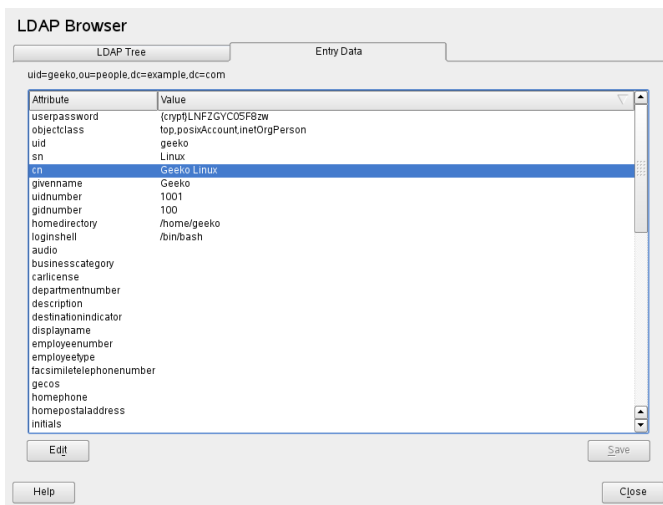 LDAP Browser
LDAP Tree Entry Data
uid=geeko,ou=people,dc=example,dc=com
Attribute Value
userpassword {crypt}LNFZGYC05F8zw
objectclass top,posixAccount,inetOrgPerson
uid geeko
sn Linux
cn Geeko Linux
givenname Geeko
uidnumber 1001
gidnumber 100
homedirectory /home/geeko
loginshell /bin/bash
audio
businesscategory
carlicense
departmentnumber
description
destinationindicator
displayname
employeenumber
employeetype
facsimiletelephonenumber
gecos
homephone
homepostaladdress
initials
Edit Save
Help Close